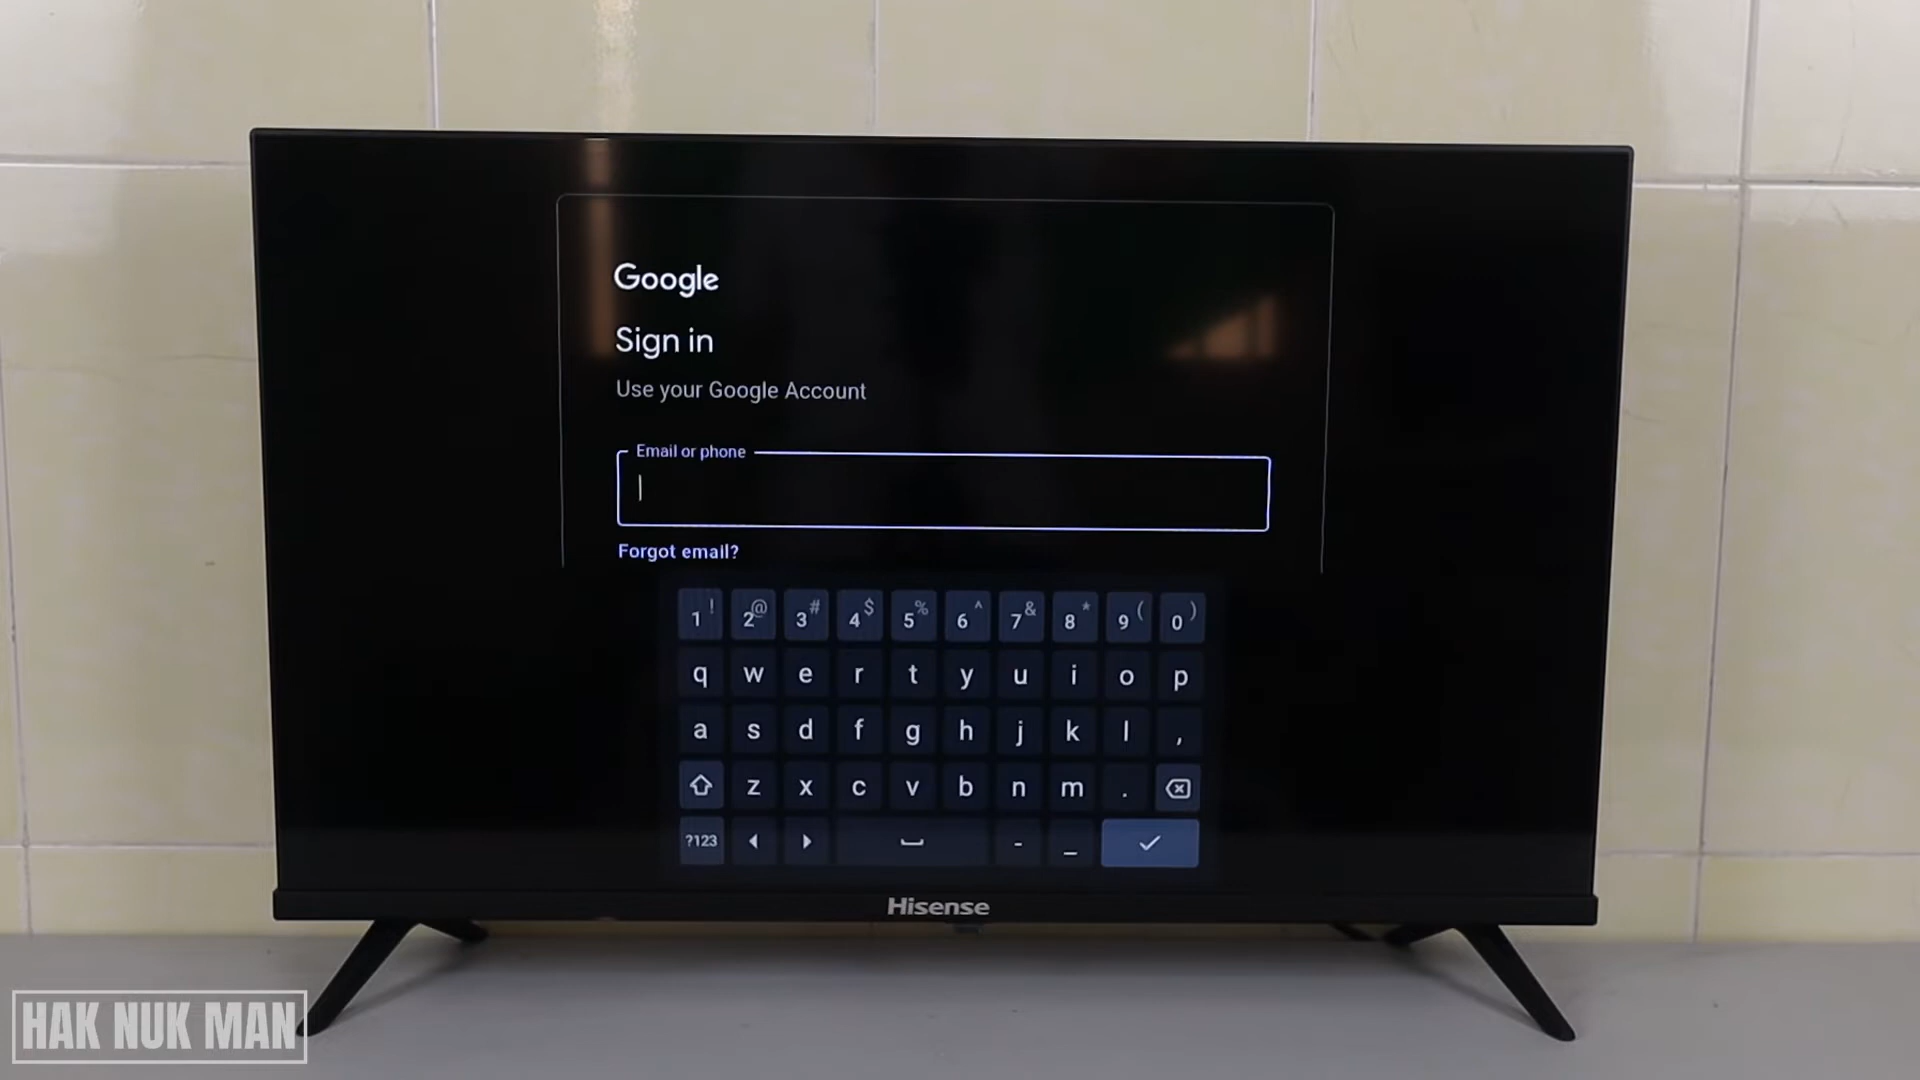 Google
Sign in
Use your Google Account
Email or phone
Forgot email?
1 ! 2 @ 3 # 4 $ 5 % 6 ^ 7 & 8 * 9 ( 0 )
q w e r t y u i o p
a s d f g h j k l ,
z x c v b n m .
?123 - _
Hisense
HAK NUK MAN